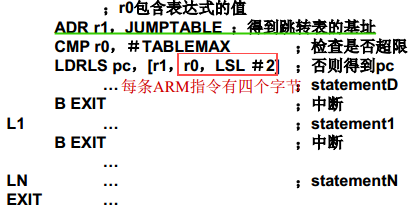 ；r0包含表达式的值
ADR r1，JUMPTABLE ；得到跳转表的基址
CMP r0，＃TABLEMAX ；检查是否超限
LDRLS pc，[r1，r0，LSL ＃2] ；否则得到pc
… 每条ARM指令有四个字节 ；statementD
B EXIT ；中断
L1 … ；statement1
B EXIT ；中断
…
LN … ；statementN
EXIT …